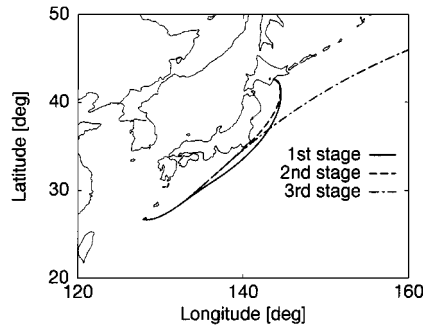 50
40
30
20
Latitude [deg]
1st stage
2nd stage
3rd stage
120
140
160
Longitude [deg]